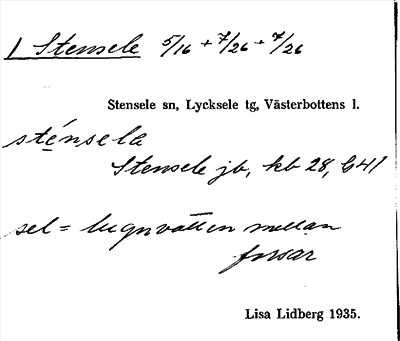 1 Stensele 5/16 + 7/26 + 7/26
Stensele sn, Lycksele tg, Västerbottens l.
sténsela
Stensele jb, kb 28, 641
sel = lugnvatten mellan
forsar
Lisa Lidberg 1935.